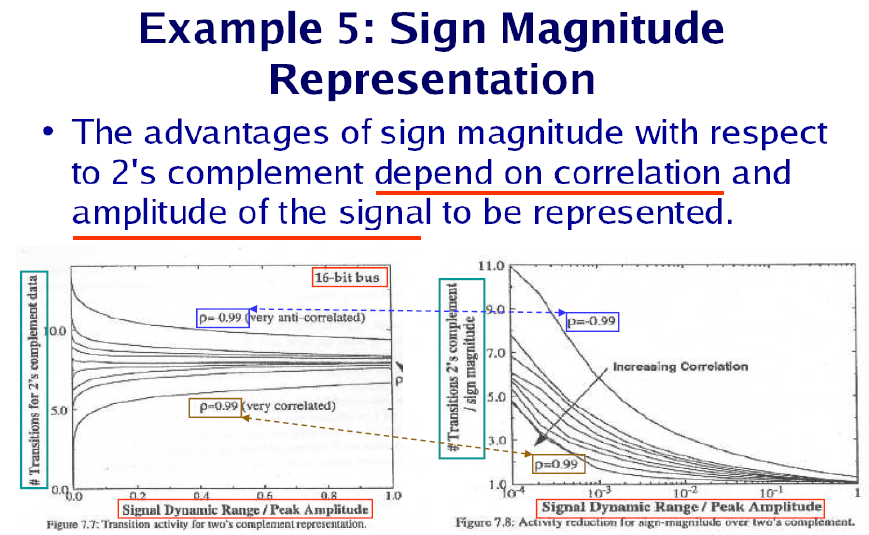 Example 5: Sign Magnitude
Representation
• The advantages of sign magnitude with respect
to 2's complement depend on correlation and
amplitude of the signal to be represented.
# Transitions for 2's complement data
16-bit bus
ρ=-0.99 (very anti-correlated)
ρ=0.99 (very correlated)
ρ
10.0
5.0
0.0
0.0 0.2 0.4 0.6 0.8 1.0
Signal Dynamic Range / Peak Amplitude
Figure 7.7: Transition activity for two's complement representation.
# Transitions 2's complement
/ sign magnitude
11.0
9.0
7.0
5.0
3.0
1.0
ρ=-0.99
Increasing Correlation
ρ=0.99
10-4 10-3 10-2 10-1 1
Signal Dynamic Range / Peak Amplitude
Figure 7.8: Activity reduction for sign-magnitude over two's complement.